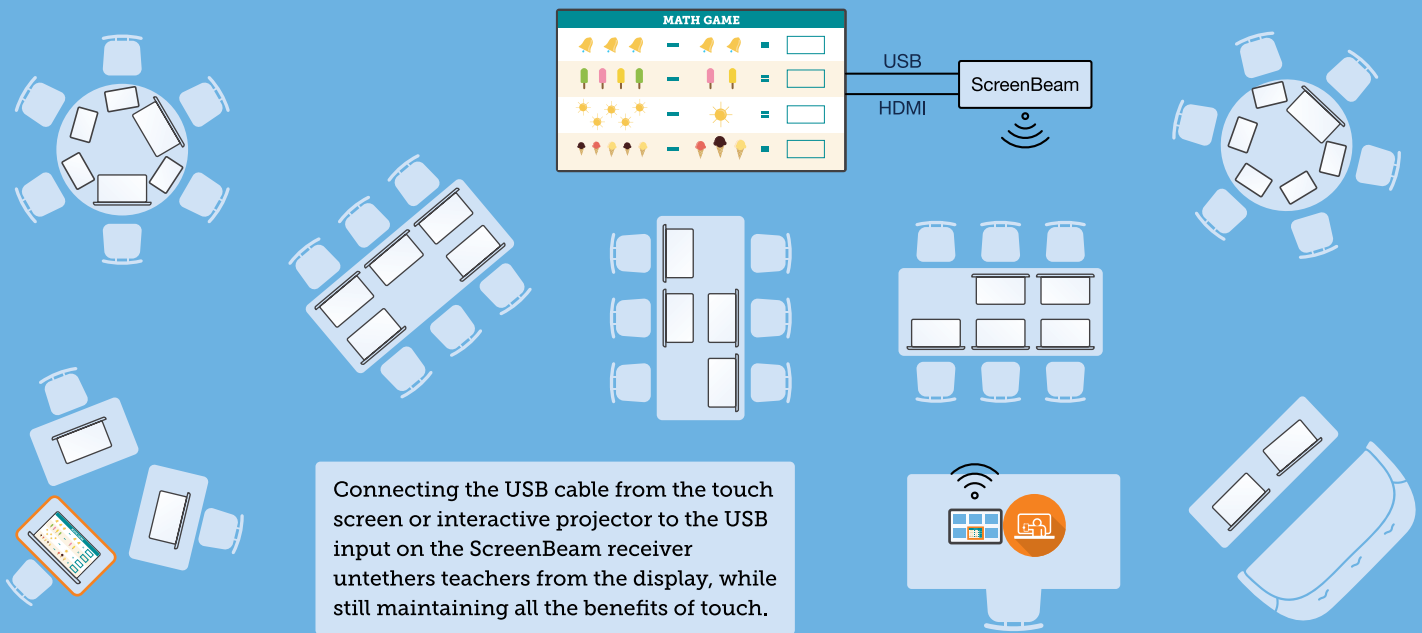 MATH GAME
USB
HDMI
ScreenBeam
Connecting the USB cable from the touch
screen or interactive projector to the USB
input on the ScreenBeam receiver
untethers teachers from the display, while
still maintaining all the benefits of touch.